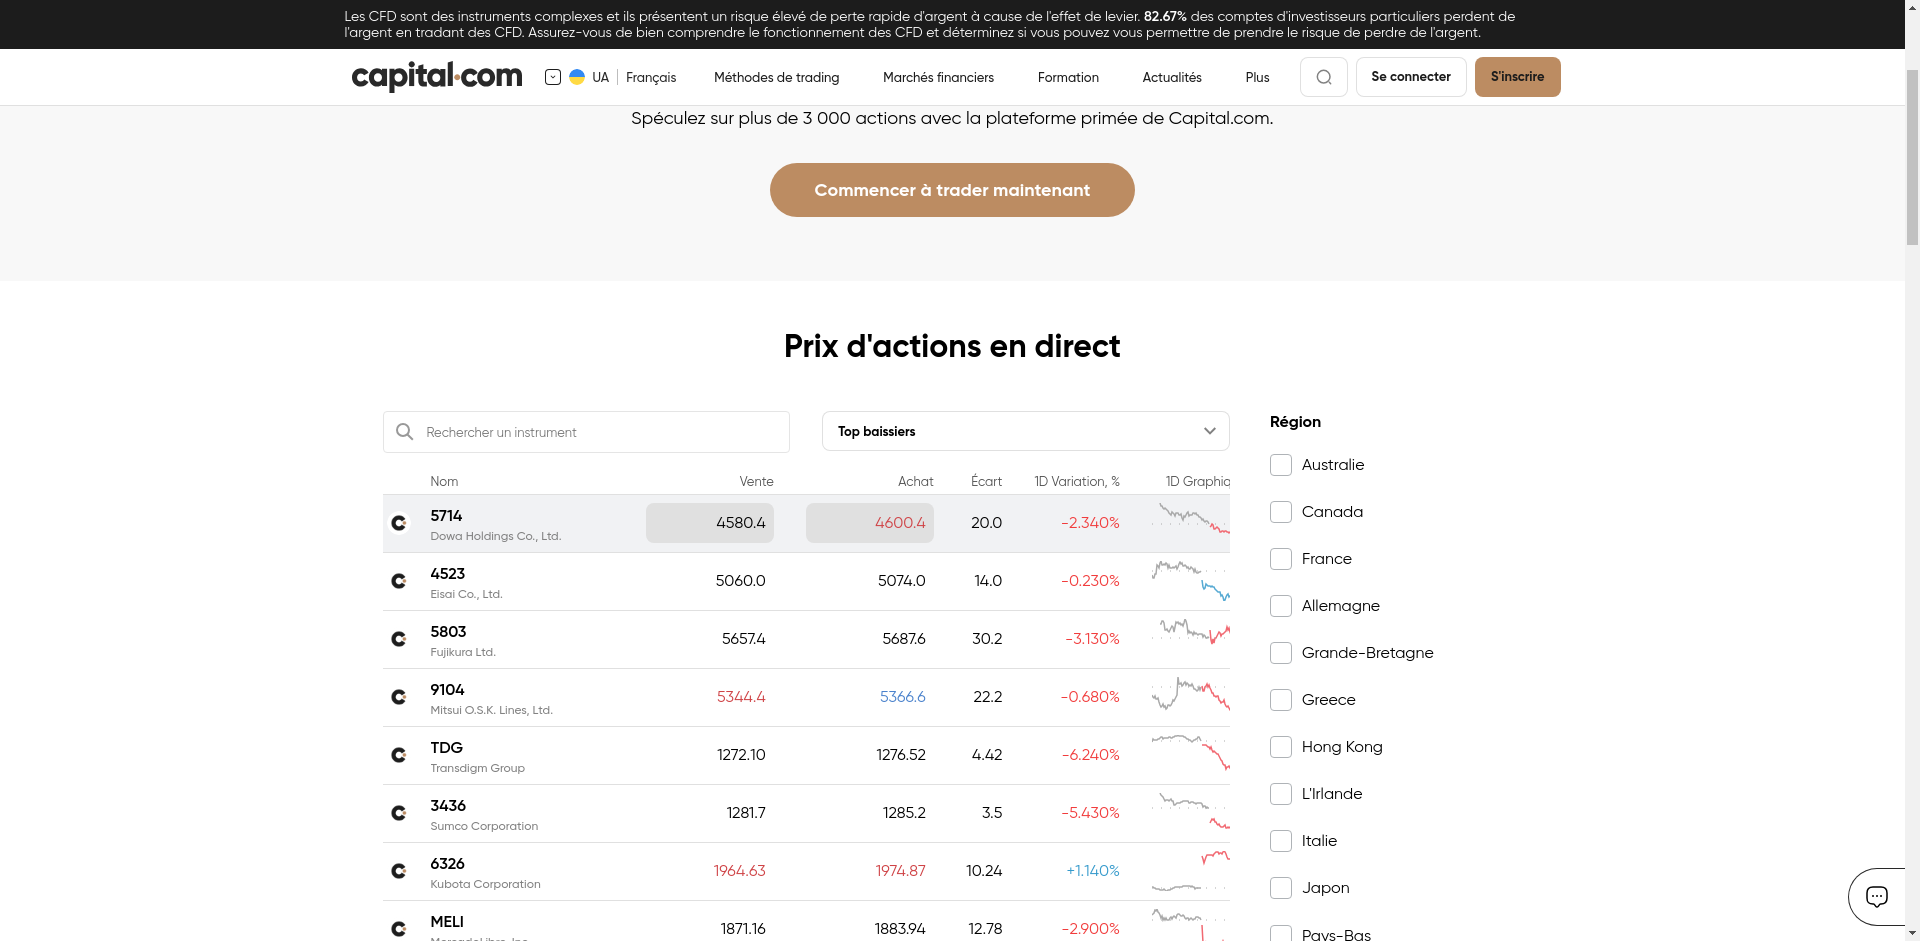 Les CFD sont des instruments complexes et ils présentent un risque élevé de perte rapide d'argent à cause de l'effet de levier. 82.67% des comptes d'investisseurs particuliers perdent de
l'argent en tradant des CFD. Assurez-vous de bien comprendre le fonctionnement des CFD et déterminez si vous pouvez vous permettre de prendre le risque de perdre de l'argent.
capital.com UA Français Méthodes de trading Marchés financiers Formation Actualités Plus Se connecter S'inscrire
Spéculez sur plus de 3 000 actions avec la plateforme primée de Capital.com.
Commencer à trader maintenant
Prix d'actions en direct
Rechercher un instrument
Top baissiers
Nom Vente Achat Écart 1D Variation, % 1D Graphiq
5714 4580.4 4600.4 20.0 -2.340%
Dowa Holdings Co., Ltd.
4523 5060.0 5074.0 14.0 -0.230%
Eisai Co., Ltd.
5803 5657.4 5687.6 30.2 -3.130%
Fujikura Ltd.
9104 5344.4 5366.6 22.2 -0.680%
Mitsui O.S.K. Lines, Ltd.
TDG 1272.10 1276.52 4.42 -6.240%
Transdigm Group
3436 1281.7 1285.2 3.5 -5.430%
Sumco Corporation
6326 1964.63 1974.87 10.24 +1.140%
Kubota Corporation
MELI 1871.16 1883.94 12.78 -2.900%
Région
Australie
Canada
France
Allemagne
Grande-Bretagne
Greece
Hong Kong
L'Irlande
Italie
Japon
Pays-Bas